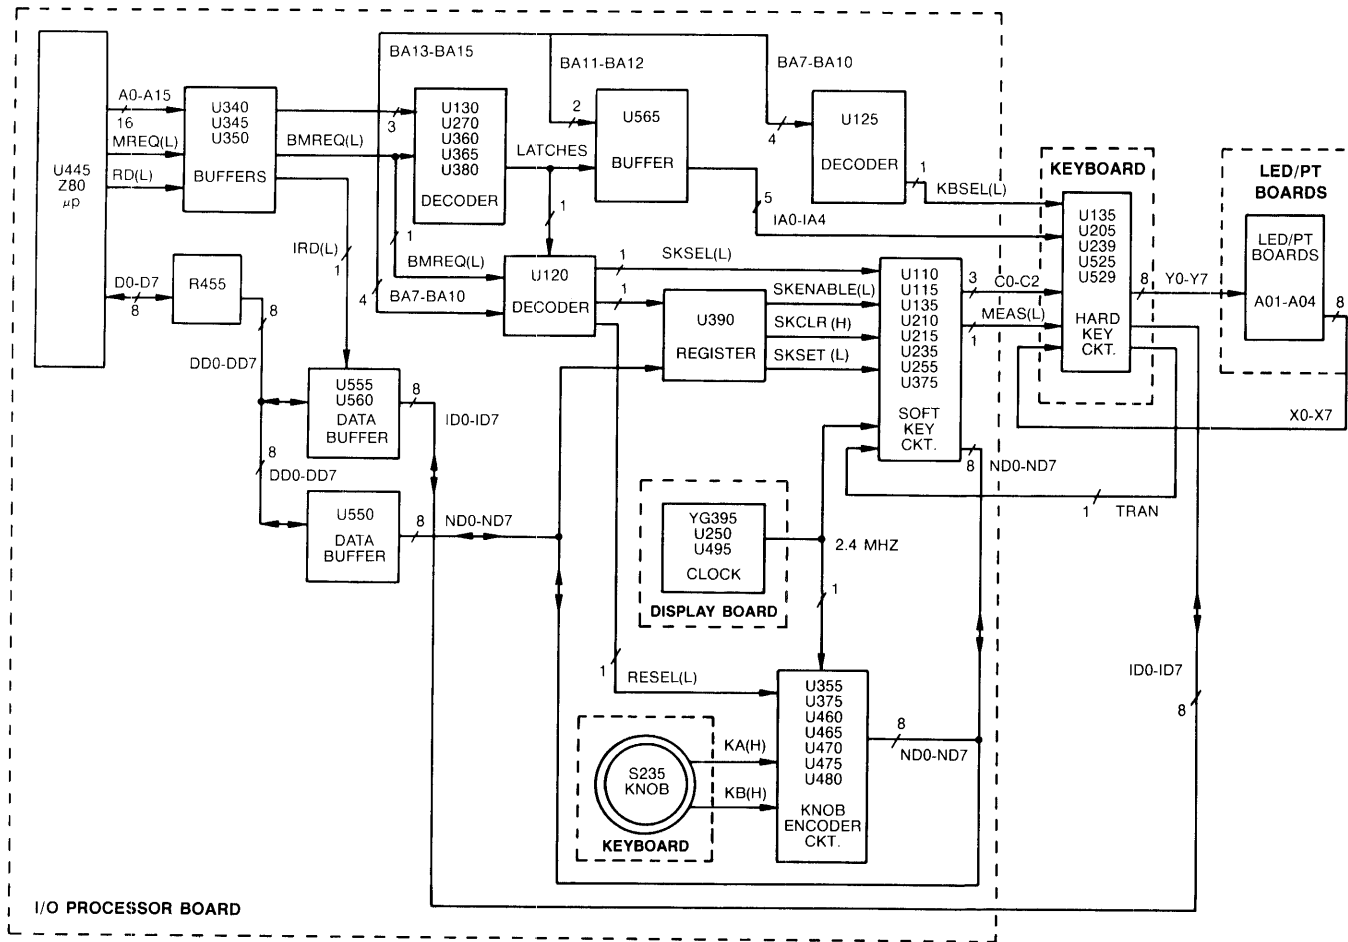 U445
Z80
µp
A0-A15
16
MREQ(L)
RD(L)
U340
U345
U350
BUFFERS
BMREQ(L)
3
BA13-BA15
U130
U270
U360
U365
U380
DECODER
LATCHES
BA11-BA12
2
U565
BUFFER
BA7-BA10
4
U125
DECODER
1
KBSEL(L)
5
IA0-IA4
KEYBOARD
U135
U205
U239
U525
U529
HARD
KEY
CKT.
8
Y0-Y7
LED/PT
BOARDS
LED/PT
BOARDS
A01-A04
8
X0-X7
D0-D7
8
R455
8
DD0-DD7
IRD(L)
1
1
BMREQ(L)
4
BA7-BA10
1
U120
DECODER
1
SKSEL(L)
1
U390
REGISTER
SKENABLE(L)
SKCLR (H)
SKSET (L)
U110
U115
U135
U210
U215
U235
U255
U375
SOFT
KEY
CKT.
3
C0-C2
MEAS(L)
1
8
ND0-ND7
1
TRAN
U555
U560
DATA
BUFFER
8
ID0-ID7
8
DD0-DD7
U550
DATA
BUFFER
8
ND0-ND7
YG395
U250
U495
CLOCK
DISPLAY BOARD
2.4 MHZ
1
1
RESEL(L)
S235
KNOB
KEYBOARD
KA(H)
KB(H)
U355
U375
U460
U465
U470
U475
U480
KNOB
ENCODER
CKT.
8
ND0-ND7
ID0-ID7
8
I/O PROCESSOR BOARD